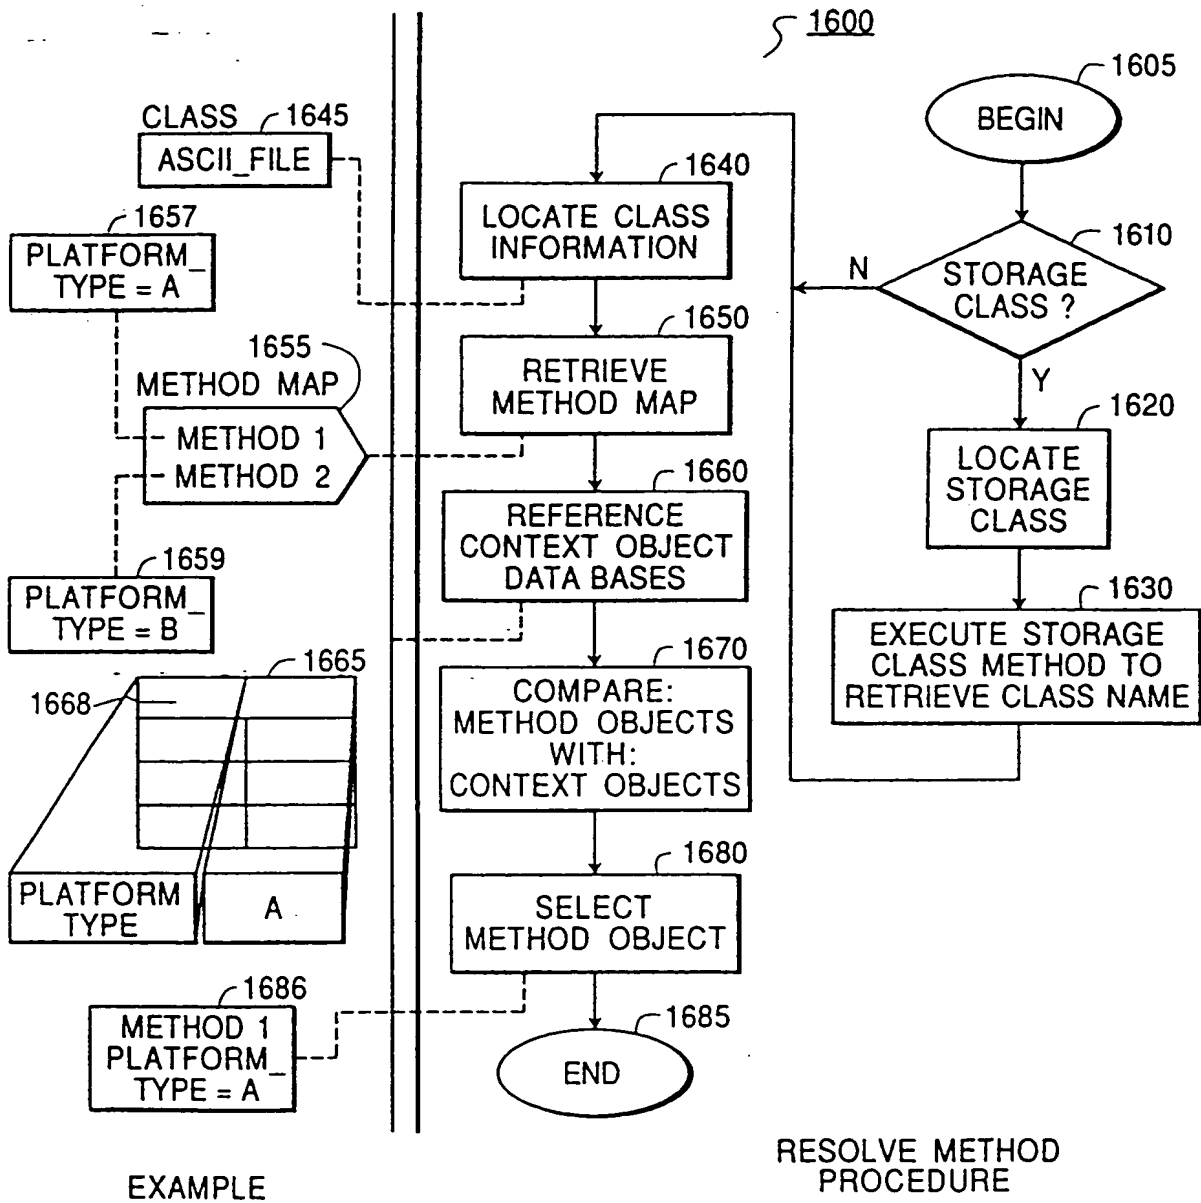 1600
1605
BEGIN
1610
STORAGE
CLASS ?
N
Y
1620
LOCATE
STORAGE
CLASS
1630
EXECUTE STORAGE
CLASS METHOD TO
RETRIEVE CLASS NAME
1640
LOCATE CLASS
INFORMATION
1650
RETRIEVE
METHOD MAP
1660
REFERENCE
CONTEXT OBJECT
DATA BASES
1670
COMPARE:
METHOD OBJECTS
WITH:
CONTEXT OBJECTS
1680
SELECT
METHOD OBJECT
1685
END
RESOLVE METHOD
PROCEDURE
CLASS
1645
ASCII_FILE
1657
PLATFORM_
TYPE = A
1655
METHOD MAP
METHOD 1
METHOD 2
1659
PLATFORM_
TYPE = B
1665
1668
PLATFORM
TYPE
A
1686
METHOD 1
PLATFORM_
TYPE = A
EXAMPLE